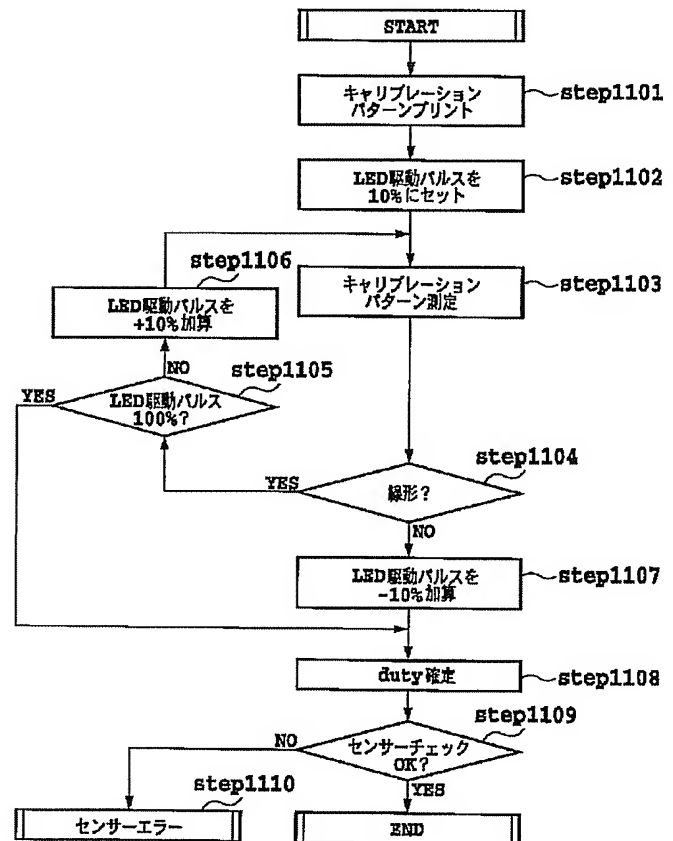 START
キャリブレーション
パターンプリント
step1101
LED駆動パルスを
10%にセット
step1102
step1106
LED駆動パルスを
+10%加算
キャリブレーション
パターン測定
step1103
NO
step1105
YES
LED駆動パルス
100%?
step1104
YES
線形?
NO
LED駆動パルスを
-10%加算
step1107
duty確定
step1108
step1109
NO
センサーチェック
OK?
YES
step1110
センサーエラー
END